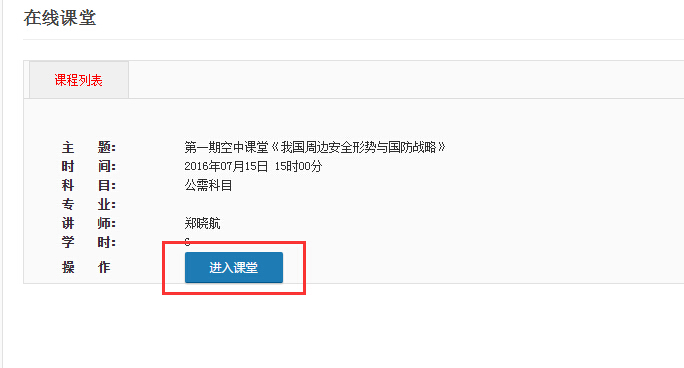 在线课堂
课程列表
主 题： 第一期空中课堂《我国周边安全形势与国防战略》
时 间： 2016年07月15日 15时00分
科 目： 公需科目
专 业：
讲 师： 郑晓航
学 时：
操 作 进入课堂